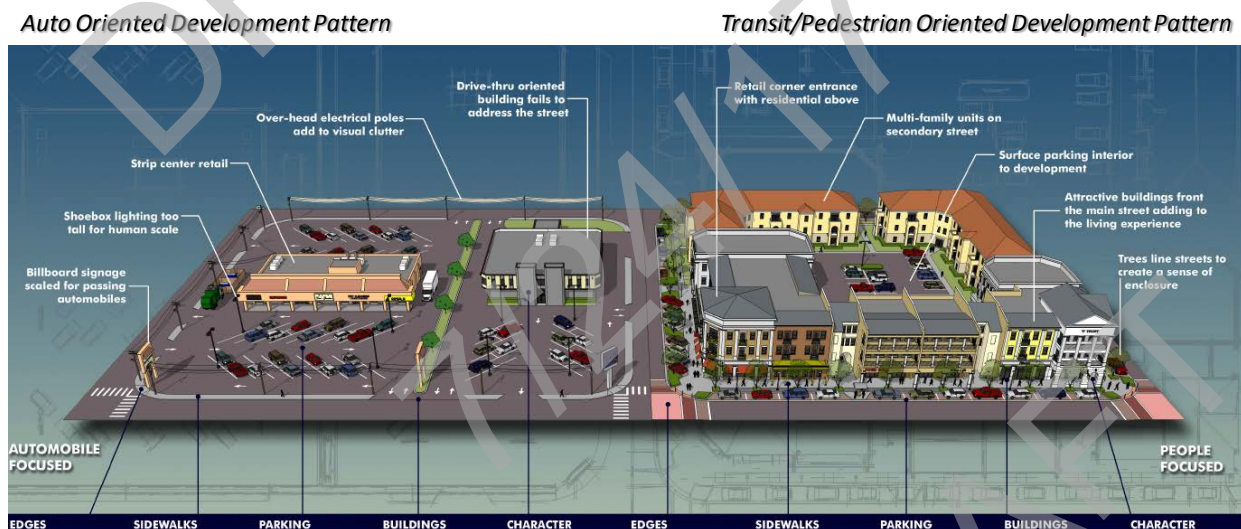 Auto Oriented Development Pattern
Transit/Pedestrian Oriented Development Pattern
Drive-thru oriented
building fails to
address the street
Over-head electrical poles
add to visual clutter
Strip center retail
Shoebox lighting too
tall for human scale
Billboard signage
scaled for passing
automobiles
Retail corner entrance
with residential above
Multi-family units on
secondary street
Surface parking interior
to development
Attractive buildings front
the main street adding to
the living experience
Trees line streets to
create a sense of
enclosure
AUTOMOBILE
FOCUSED
PEOPLE
FOCUSED
EDGES SIDEWALKS PARKING BUILDINGS CHARACTER EDGES SIDEWALKS PARKING BUILDINGS CHARACTER